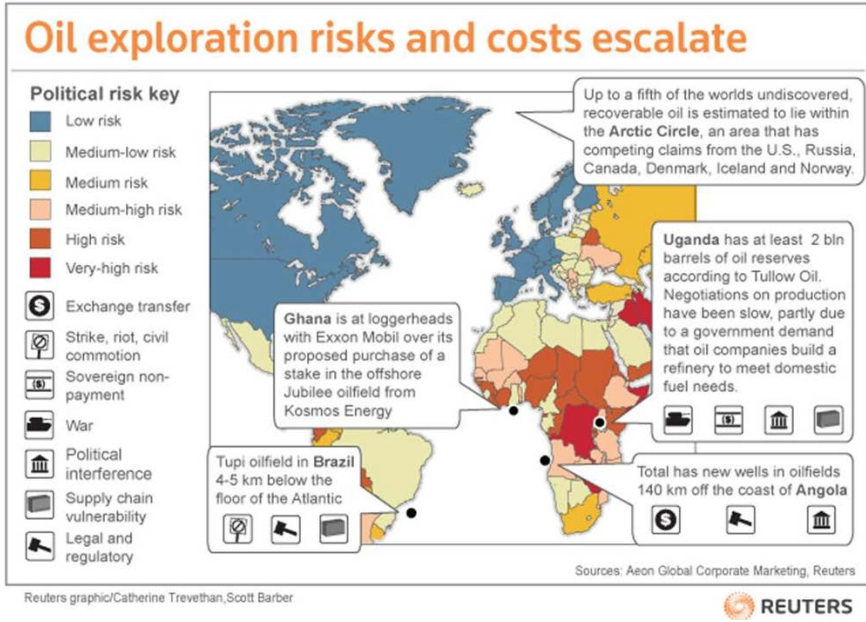 Oil exploration risks and costs escalate
Political risk key
Low risk
Medium-low risk
Medium risk
Medium-high risk
High risk
Very-high risk
Exchange transfer
Strike, riot, civil
commotion
Sovereign non-
payment
War
Political
interference
Supply chain
vulnerability
Legal and
regulatory
Up to a fifth of the worlds undiscovered,
recoverable oil is estimated to lie within
the Arctic Circle, an area that has
competing claims from the U.S., Russia,
Canada, Denmark, Iceland and Norway.
Uganda has at least 2 bln
barrels of oil reserves
according to Tullow Oil.
Negotiations on production
have been slow, partly due
to a government demand
that oil companies build a
refinery to meet domestic
fuel needs.
Ghana is at loggerheads
with Exxon Mobil over its
proposed purchase of a
stake in the offshore
Jubilee oilfield from
Kosmos Energy
Tupi oilfield in Brazil
4-5 km below the
floor of the Atlantic
Total has new wells in oilfields
140 km off the coast of Angola
Sources: Aeon Global Corporate Marketing, Reuters
Reuters graphic/Catherine Trevethan,Scott Barber
REUTERS